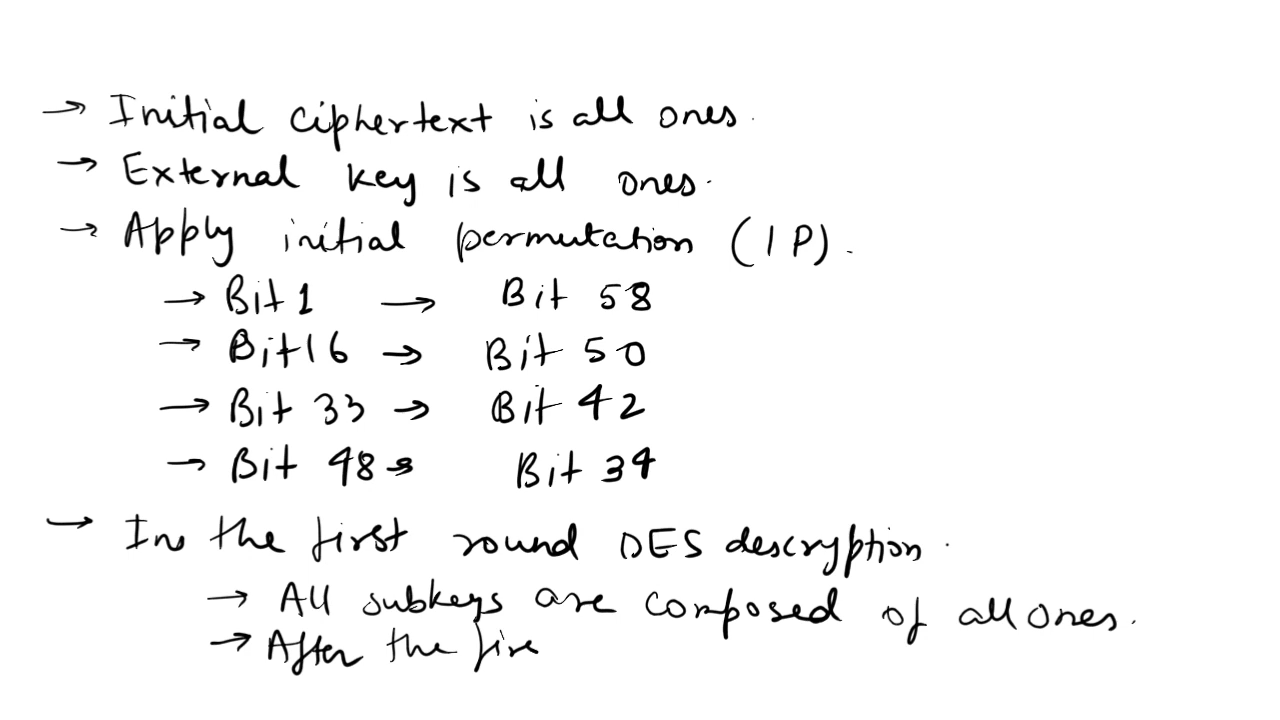 → Initial ciphertext is all ones.
→ External key is all ones.
→ Apply initial permutation (IP).
→ Bit 1 → Bit 58
→ Bit 16 → Bit 50
→ Bit 33 → Bit 42
→ Bit 48 → Bit 34
→ In the first round DES descryption.
→ All subkeys are composed of all ones.
→ After the fire